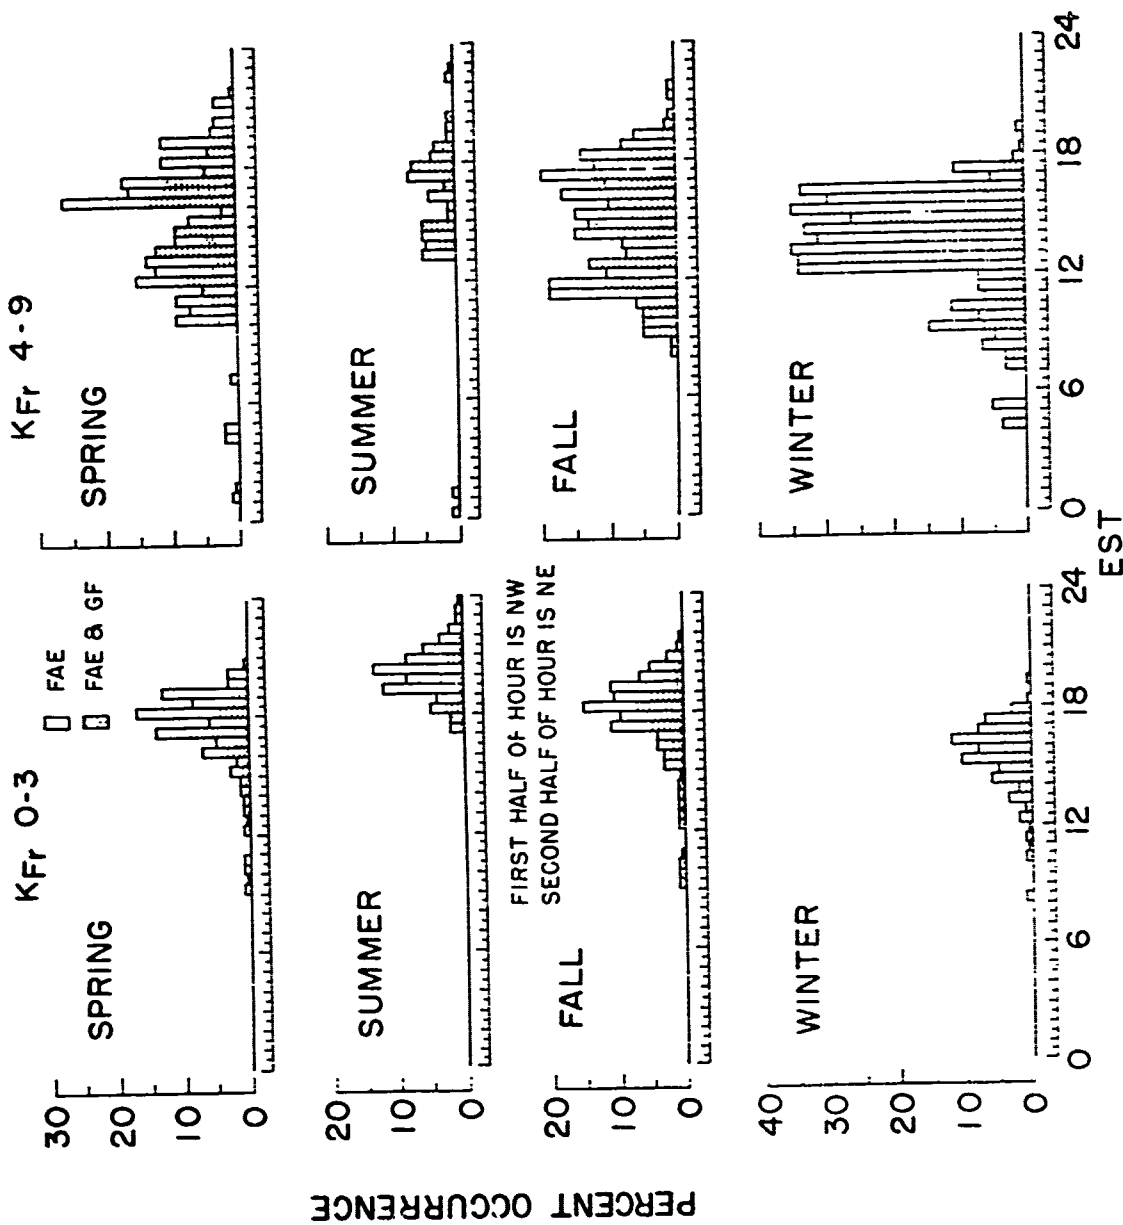 KFr 0-3
KFr 4-9
FAE
FAE & GF
SPRING
SPRING
30
20
10
0
SUMMER
SUMMER
20
10
0
FIRST HALF OF HOUR IS NW
SECOND HALF OF HOUR IS NE
FALL
FALL
20
10
0
WINTER
WINTER
40
30
20
10
0
0 6 12 18 24
0 6 12 18 24
EST
PERCENT OCCURRENCE